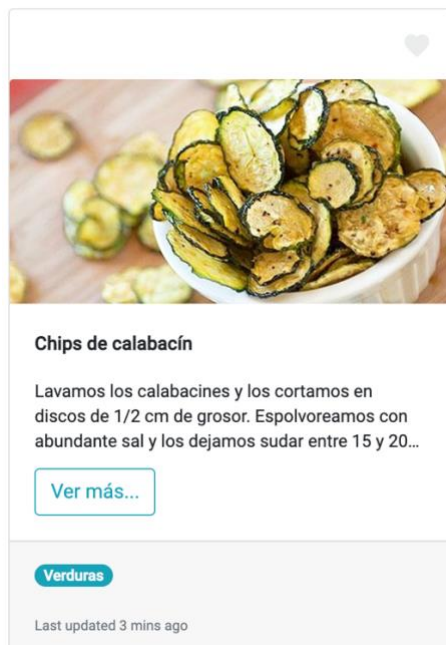 Chips de calabacín
Lavamos los calabacines y los cortamos en
discos de 1/2 cm de grosor. Espolvoreamos con
abundante sal y los dejamos sudar entre 15 y 20...
Ver más...
Verduras
Last updated 3 mins ago